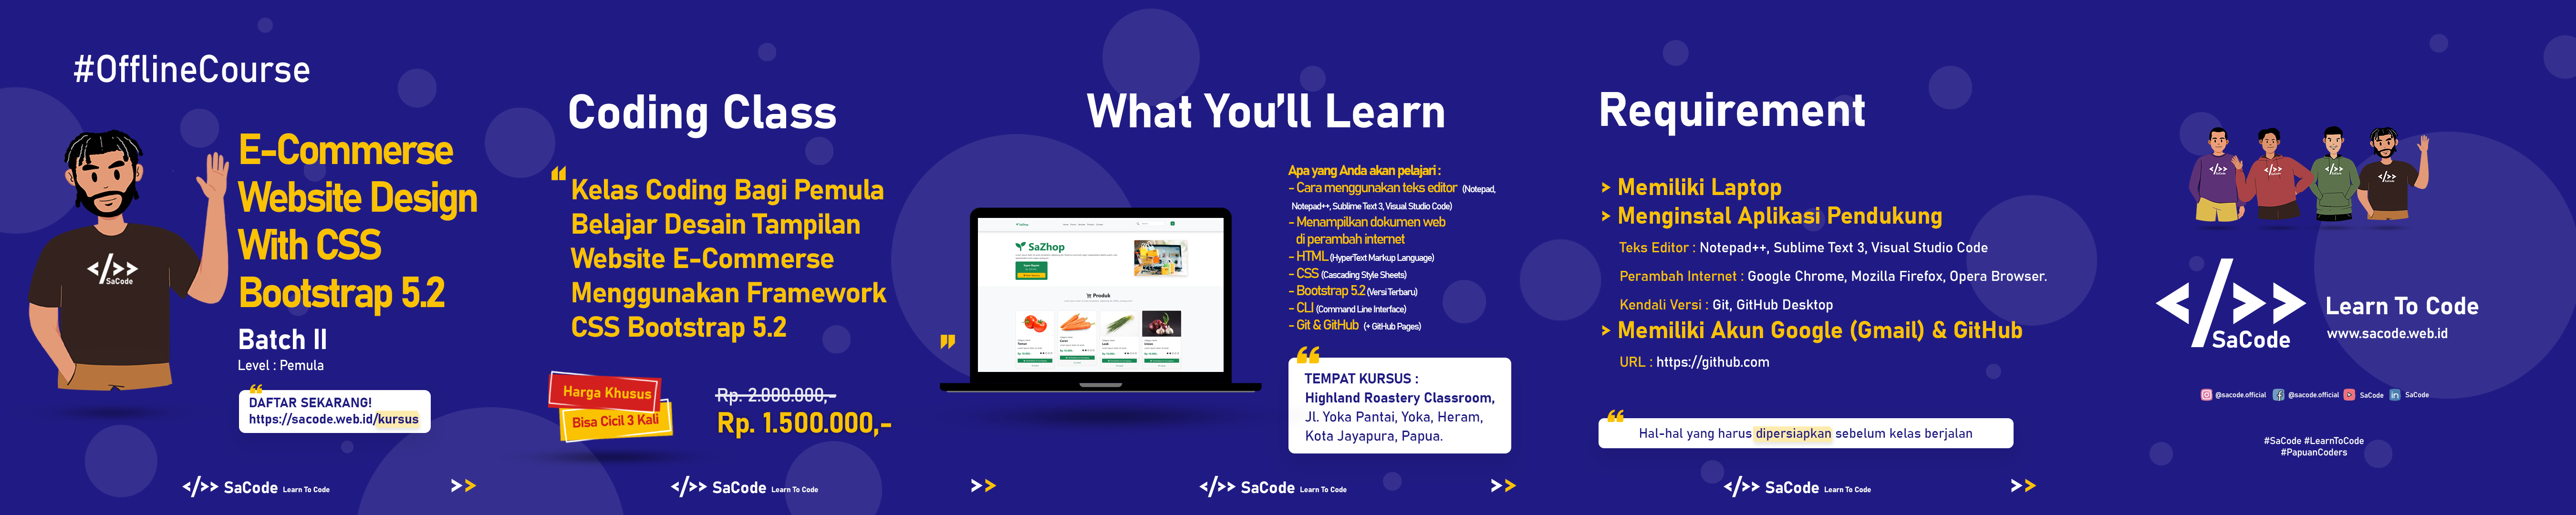 #OfflineCourse
E-Commerse
Website Design
With CSS
Bootstrap 5.2
Batch II
Level : Pemula
DAFTAR SEKARANG!
https://sacode.web.id/kursus
SaCode
SaCode Learn To Code
Coding Class
Kelas Coding Bagi Pemula
Belajar Desain Tampilan
Website E-Commerse
Menggunakan Framework
CSS Bootstrap 5.2
Harga Khusus
Bisa Cicil 3 Kali
Rp. 2.000.000,-
Rp. 1.500.000,-
SaCode Learn To Code
What You'll Learn
SaZhop
Produk
Apa yang Anda akan pelajari :
- Cara menggunakan teks editor (Notepad,
Notepad++, Sublime Text 3, Visual Studio Code)
- Menampilkan dokumen web
di perambah internet
- HTML (HyperText Markup Language)
- CSS (Cascading Style Sheets)
- Bootstrap 5.2 (Versi Terbaru)
- CLI (Command Line Interface)
- Git & GitHub (+ GitHub Pages)
TEMPAT KURSUS :
Highland Roastery Classroom,
Jl. Yoka Pantai, Yoka, Heram,
Kota Jayapura, Papua.
SaCode Learn To Code
Requirement
> Memiliki Laptop
> Menginstal Aplikasi Pendukung
Teks Editor : Notepad++, Sublime Text 3, Visual Studio Code
Perambah Internet : Google Chrome, Mozilla Firefox, Opera Browser.
Kendali Versi : Git, GitHub Desktop
> Memiliki Akun Google (Gmail) & GitHub
URL : https://github.com
Hal-hal yang harus dipersiapkan sebelum kelas berjalan
SaCode Learn To Code
</>>
SaCode
Learn To Code
www.sacode.web.id
@sacode.official @sacode.official SaCode SaCode
#SaCode #LearnToCode
#PapuanCoders